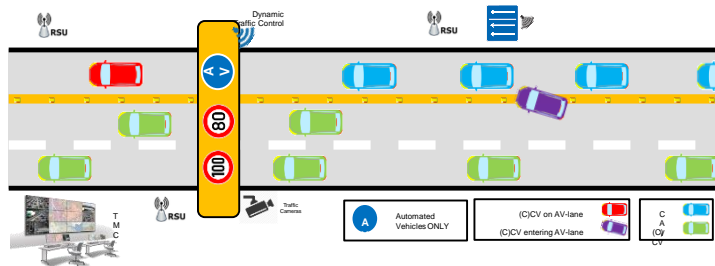 Dynamic
Traffic Control
RSU
RSU
A V
80
100
RSU
T
M
C
Traffic
Cameras
A
Automated
Vehicles ONLY
(C)CV on AV-lane
(C)CV entering AV-lane
C
A
(C)
CV